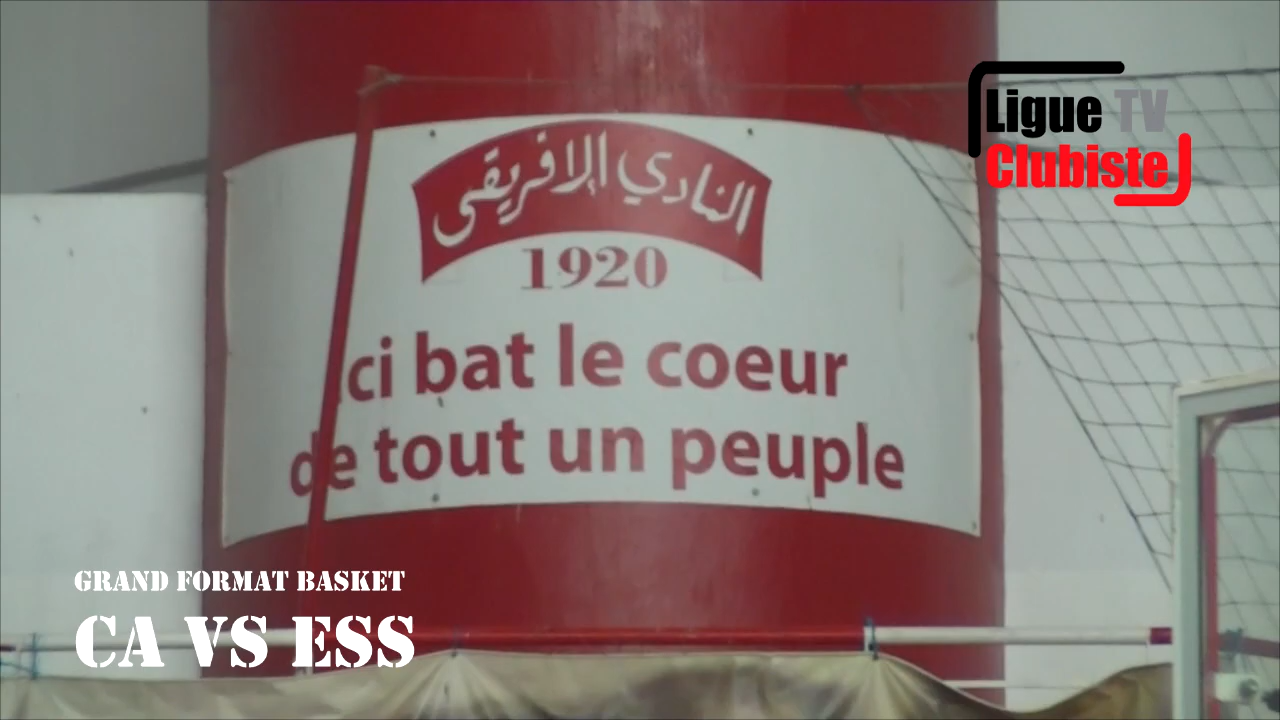 Ligue TV
Clubiste
النادي الافريقي
1920
Ici bat le coeur
de tout un peuple
GRAND FORMAT BASKET
CA VS ESS